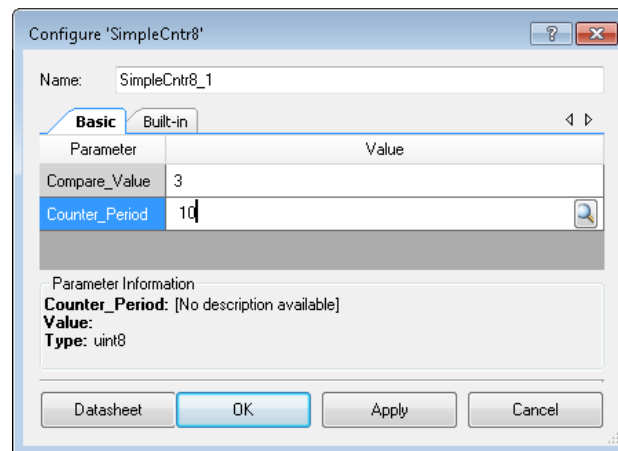 Configure 'SimpleCntr8'
Name: SimpleCntr8_1
Basic Built-in
Parameter Value
Compare_Value 3
Counter_Period 10
Parameter Information
Counter_Period: [No description available]
Value:
Type: uint8
Datasheet OK Apply Cancel